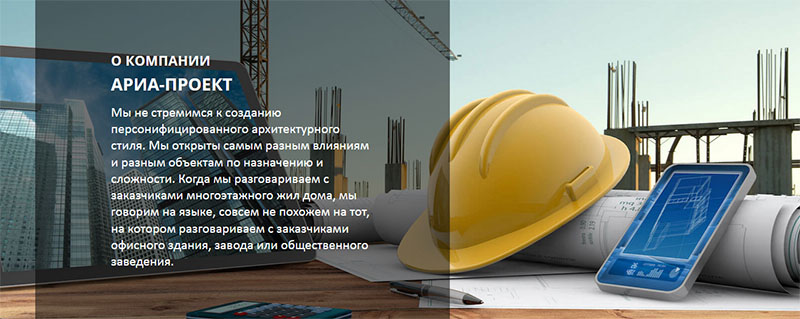 О КОМПАНИИ
АРИА-ПРОЕКТ
Мы не стремимся к созданию
персонифицированного архитектурного
стиля. Мы открыты самым разным влияниям
и разным объектам по назначению и
сложности. Когда мы разговариваем с
заказчиками многоэтажного жил дома, мы
говорим на языке, совсем не похожем на тот,
на котором разговариваем с заказчиками
офисного здания, завода или общественного
заведения.